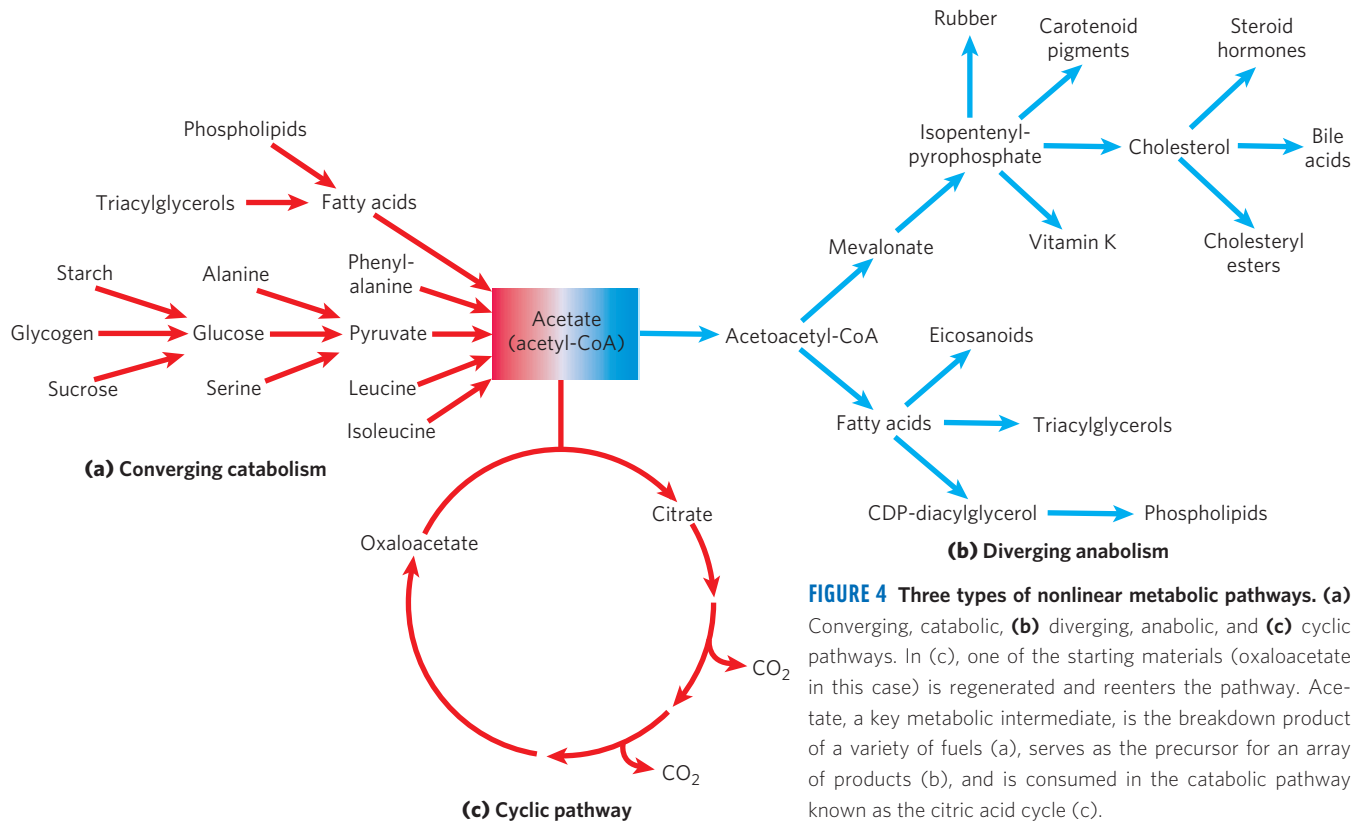 Rubber
Carotenoid
pigments
Steroid
hormones
Phospholipids
Isopentenyl-
pyrophosphate
Cholesterol
Bile
acids
Triacylglycerols
Fatty acids
Mevalonate
Vitamin K
Cholesteryl
esters
Starch
Alanine
Phenyl-
alanine
Glycogen
Glucose
Pyruvate
Acetate
(acetyl-CoA)
Acetoacetyl-CoA
Eicosanoids
Sucrose
Serine
Leucine
Isoleucine
Fatty acids
Triacylglycerols
(a) Converging catabolism
CDP-diacylglycerol
Phospholipids
(b) Diverging anabolism
Oxaloacetate
Citrate
CO₂
CO₂
(c) Cyclic pathway
FIGURE 4 Three types of nonlinear metabolic pathways. (a)
Converging, catabolic, (b) diverging, anabolic, and (c) cyclic
pathways. In (c), one of the starting materials (oxaloacetate
in this case) is regenerated and reenters the pathway. Ace-
tate, a key metabolic intermediate, is the breakdown product
of a variety of fuels (a), serves as the precursor for an array
of products (b), and is consumed in the catabolic pathway
known as the citric acid cycle (c).